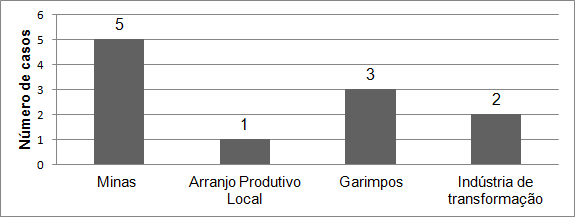 Número de casos
6
5
4
3
2
1
0
5
1
3
2
Minas
Arranjo Produtivo
Local
Garimpos
Indústria de
transformação